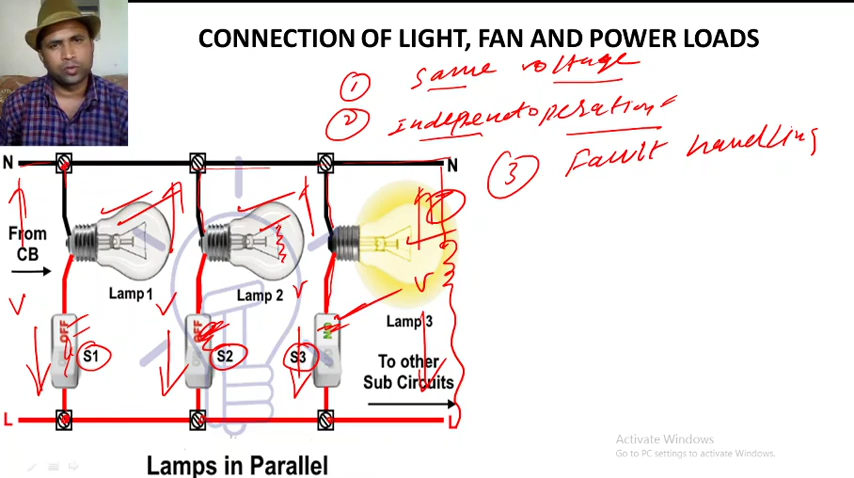 CONNECTION OF LIGHT, FAN AND POWER LOADS
① Same voltage
② Independent operation
③ Fault handling
N
N
From
CB
Lamp 1
Lamp 2
Lamp 3
V
V
V
V
OFF
S1
OFF
S2
ON
S3
To other
Sub Circuits
L
L
Lamps in Parallel
Activate Windows
Go to PC settings to activate Windows.